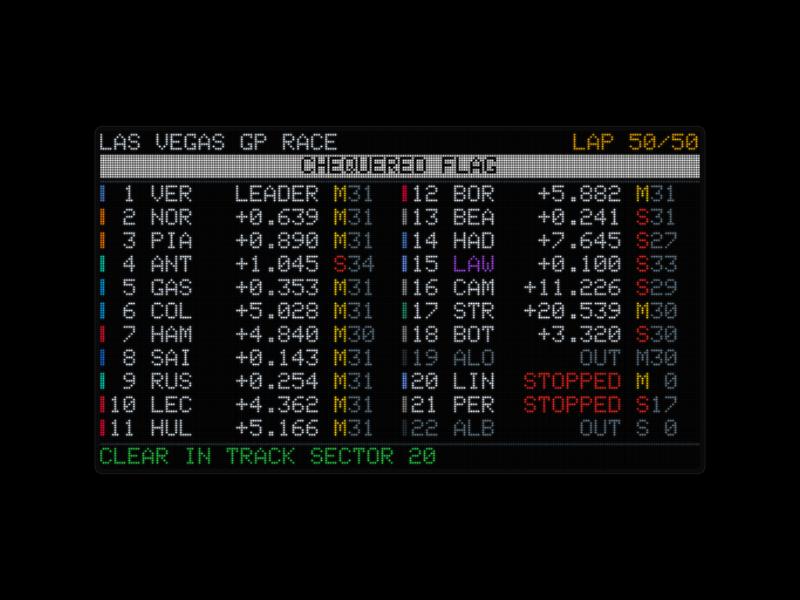 LAS VEGAS GP RACE LAP 50/50
CHEQUERED FLAG
1 VER LEADER M31
2 NOR +0.639 M31
3 PIA +0.890 M31
4 ANT +1.045 S34
5 GAS +0.353 M31
6 COL +5.028 M31
7 HAM +4.840 M30
8 SAI +0.143 M31
9 RUS +0.254 M31
10 LEC +4.362 M31
11 HUL +5.166 M31
12 BOR +5.882 M31
13 BEA +0.241 S31
14 HAD +7.645 S27
15 LAW +0.100 S33
16 CAM +11.226 S29
17 STR +20.539 M30
18 BOT +3.320 S30
19 ALO OUT M30
20 LIN STOPPED M 0
21 PER STOPPED S17
22 ALB OUT S 0
CLEAR IN TRACK SECTOR 20